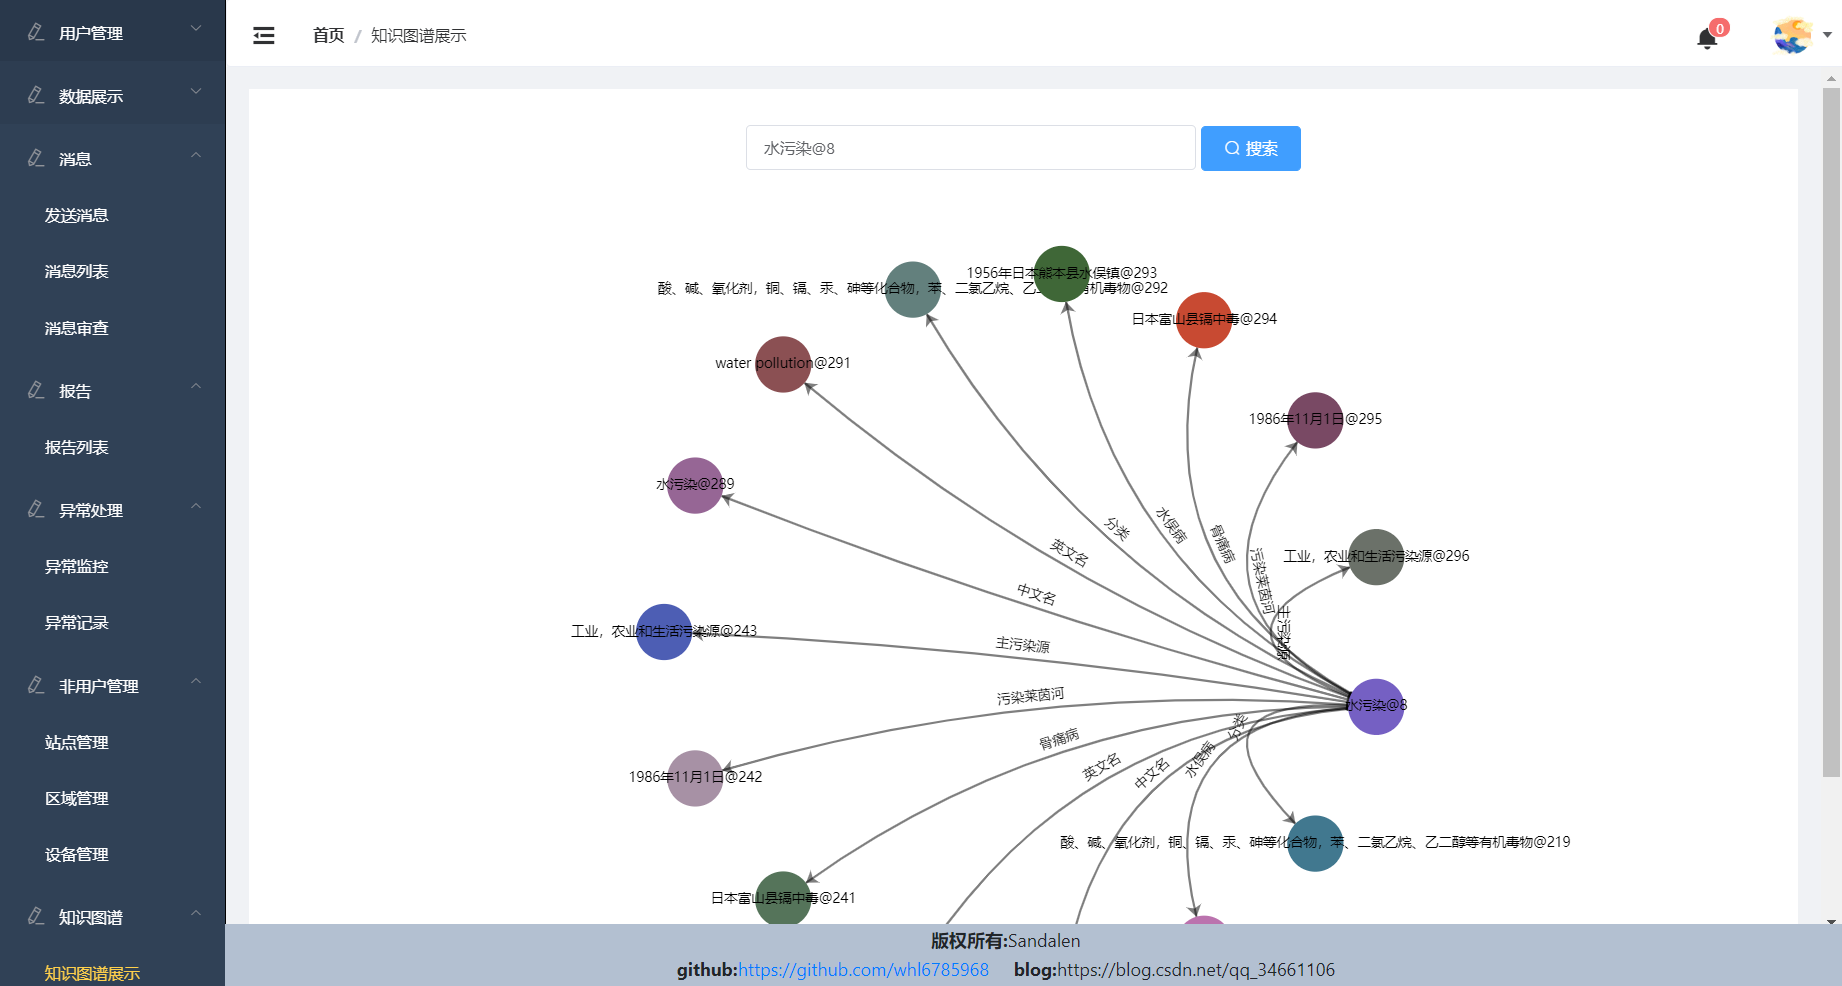 用户管理
数据展示
消息
发送消息
消息列表
消息审查
报告
报告列表
异常处理
异常监控
异常记录
非用户管理
站点管理
区域管理
设备管理
知识图谱
知识图谱展示
首页 / 知识图谱展示
0
水污染@8
搜索
1956年日本熊本县水俣镇@293
酸、碱、氧化剂，铜、镉、汞、砷等化合物，苯、二氯乙烷、乙二 有机毒物@292
日本富山县镉中毒@294
water pollution@291
1986年11月1日@295
水污染@289
工业，农业和生活污染源@296
工业，农业和生活污染源@243
1986年11月1日@242
水污染@8
酸、碱、氧化剂，铜、镉、汞、砷等化合物，苯、二氯乙烷、乙二醇等有机毒物@219
日本富山县镉中毒@241
分类
水俣病
骨痛病
污染莱茵河
主污染源
英文名
中文名
主污染源
污染莱茵河
骨痛病
英文名
中文名
水俣病
分类
版权所有:Sandalen
github:https://github.com/whl6785968 blog:https://blog.csdn.net/qq_34661106